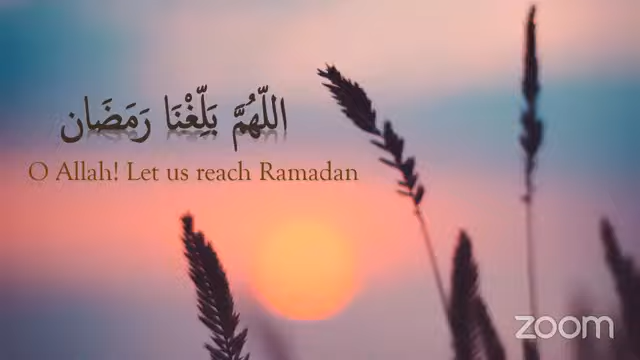 اللّهُمَّ بَلِّغْنَا رَمَضَان
O Allah! Let us reach Ramadan
zoom